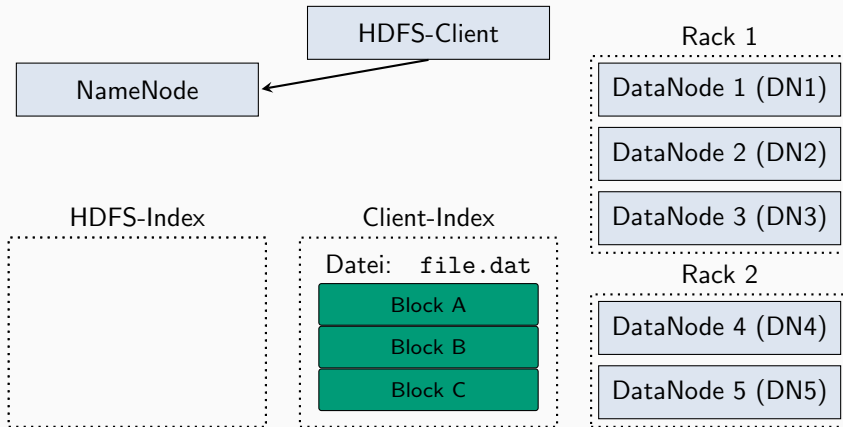 HDFS-Client
NameNode
Rack 1
DataNode 1 (DN1)
DataNode 2 (DN2)
DataNode 3 (DN3)
HDFS-Index
Client-Index
Datei: file.dat
Block A
Block B
Block C
Rack 2
DataNode 4 (DN4)
DataNode 5 (DN5)